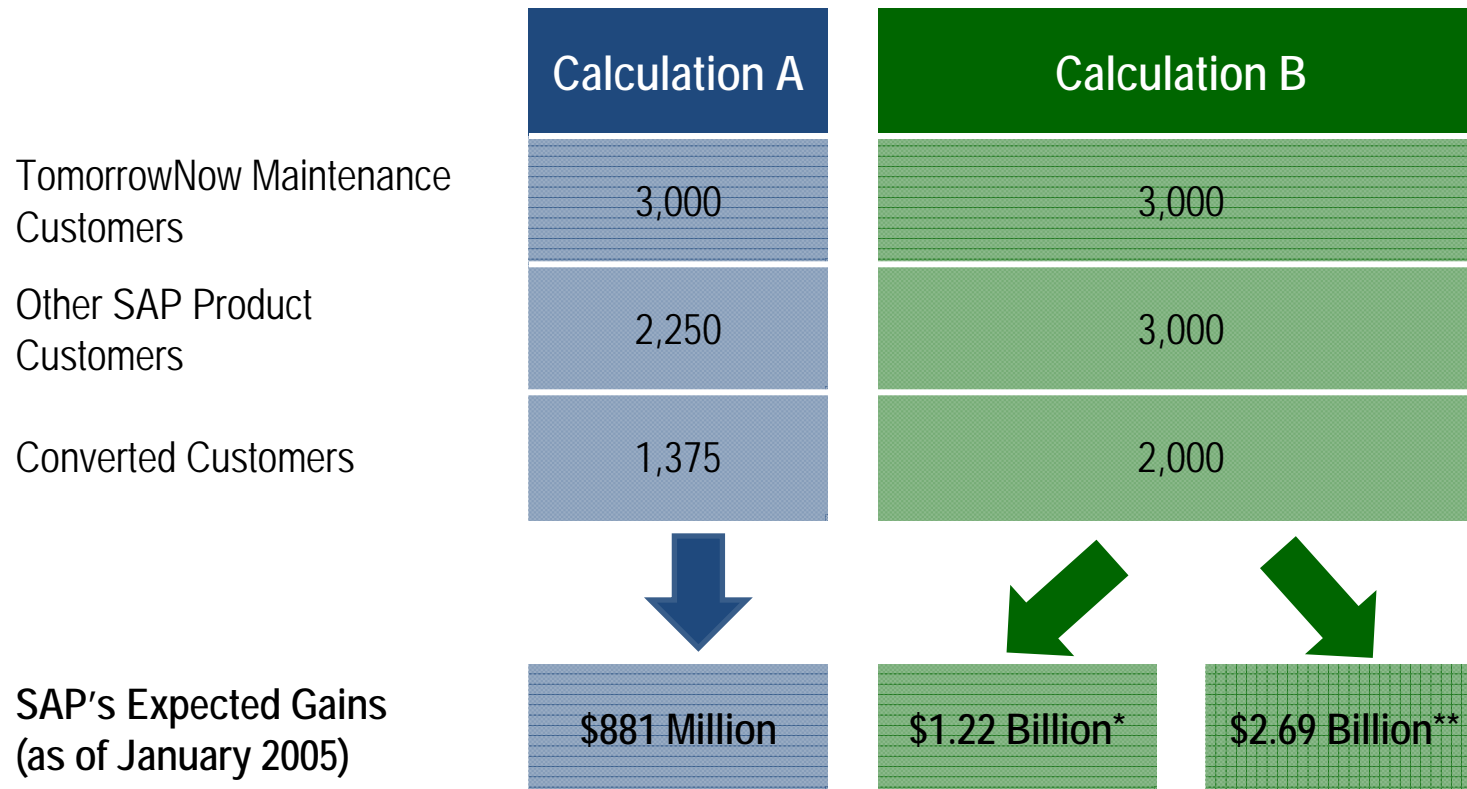 Calculation A
Calculation B
TomorrowNow Maintenance
Customers
3,000
3,000
Other SAP Product
Customers
2,250
3,000
Converted Customers
1,375
2,000
SAP’s Expected Gains
(as of January 2005)
$881 Million
$1.22 Billion*
$2.69 Billion**